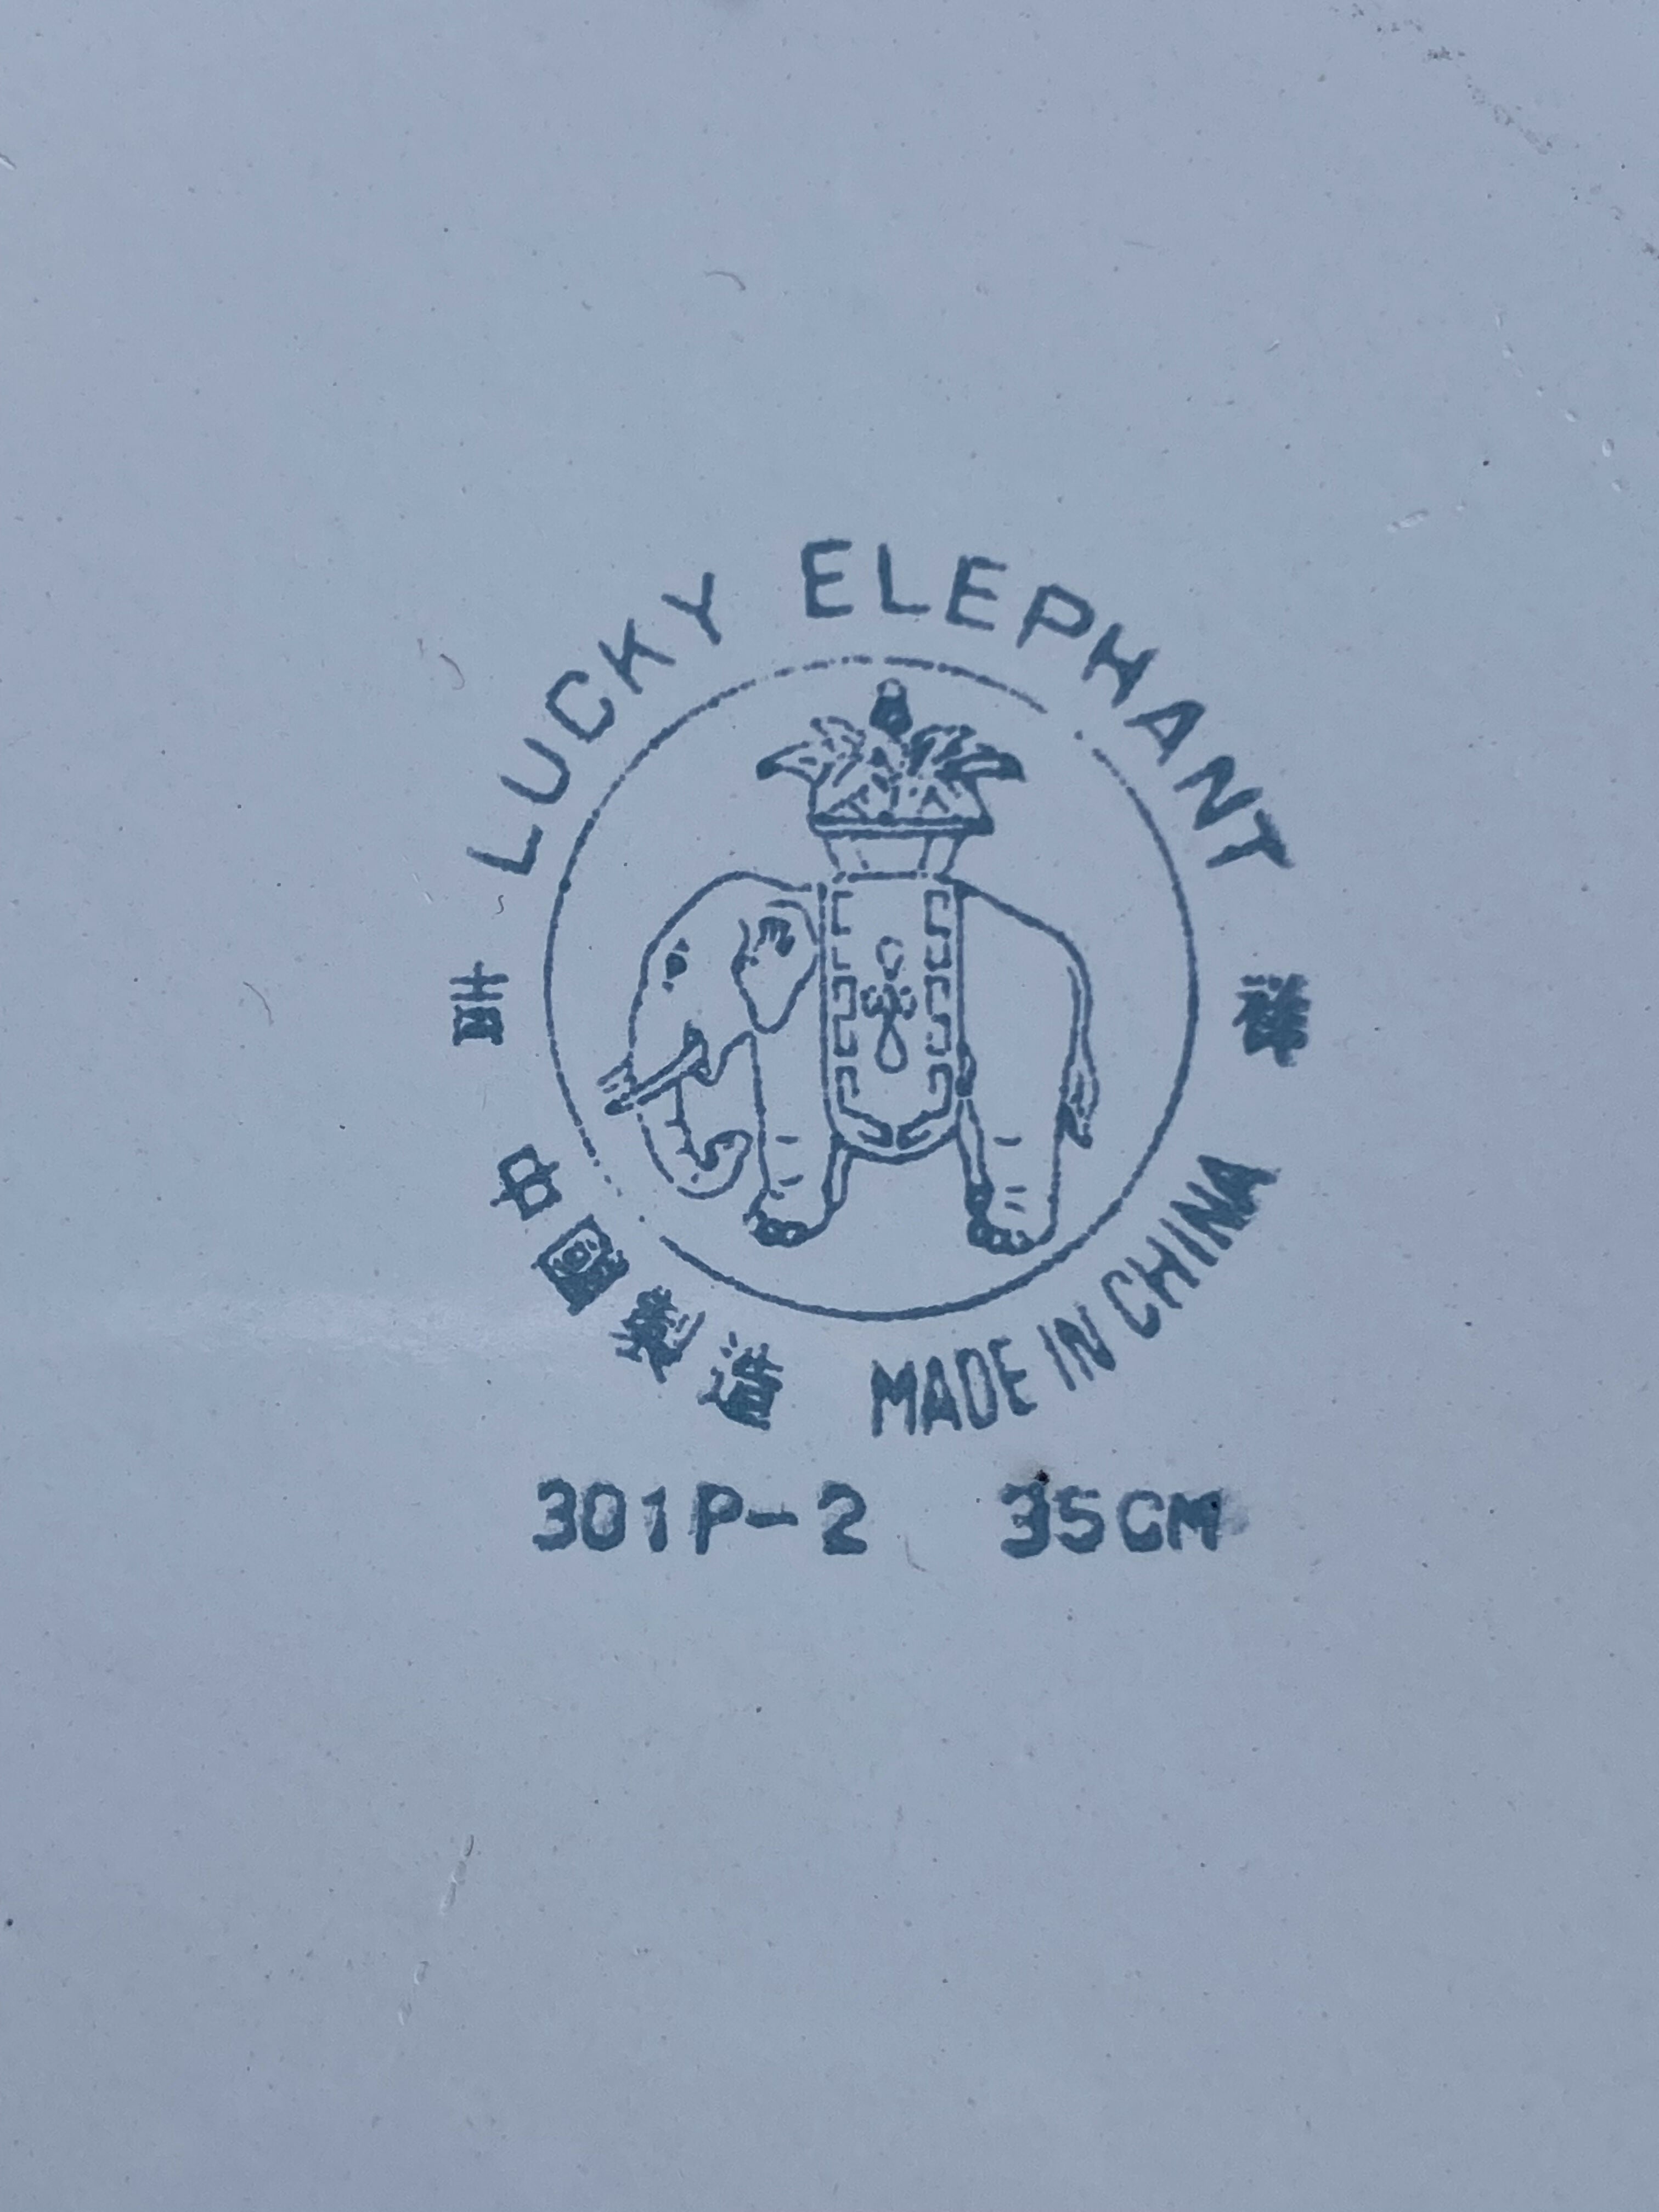 LUCKY ELEPHANT
吉 祥
中國製造 MADE IN CHINA
301P-2 35CM